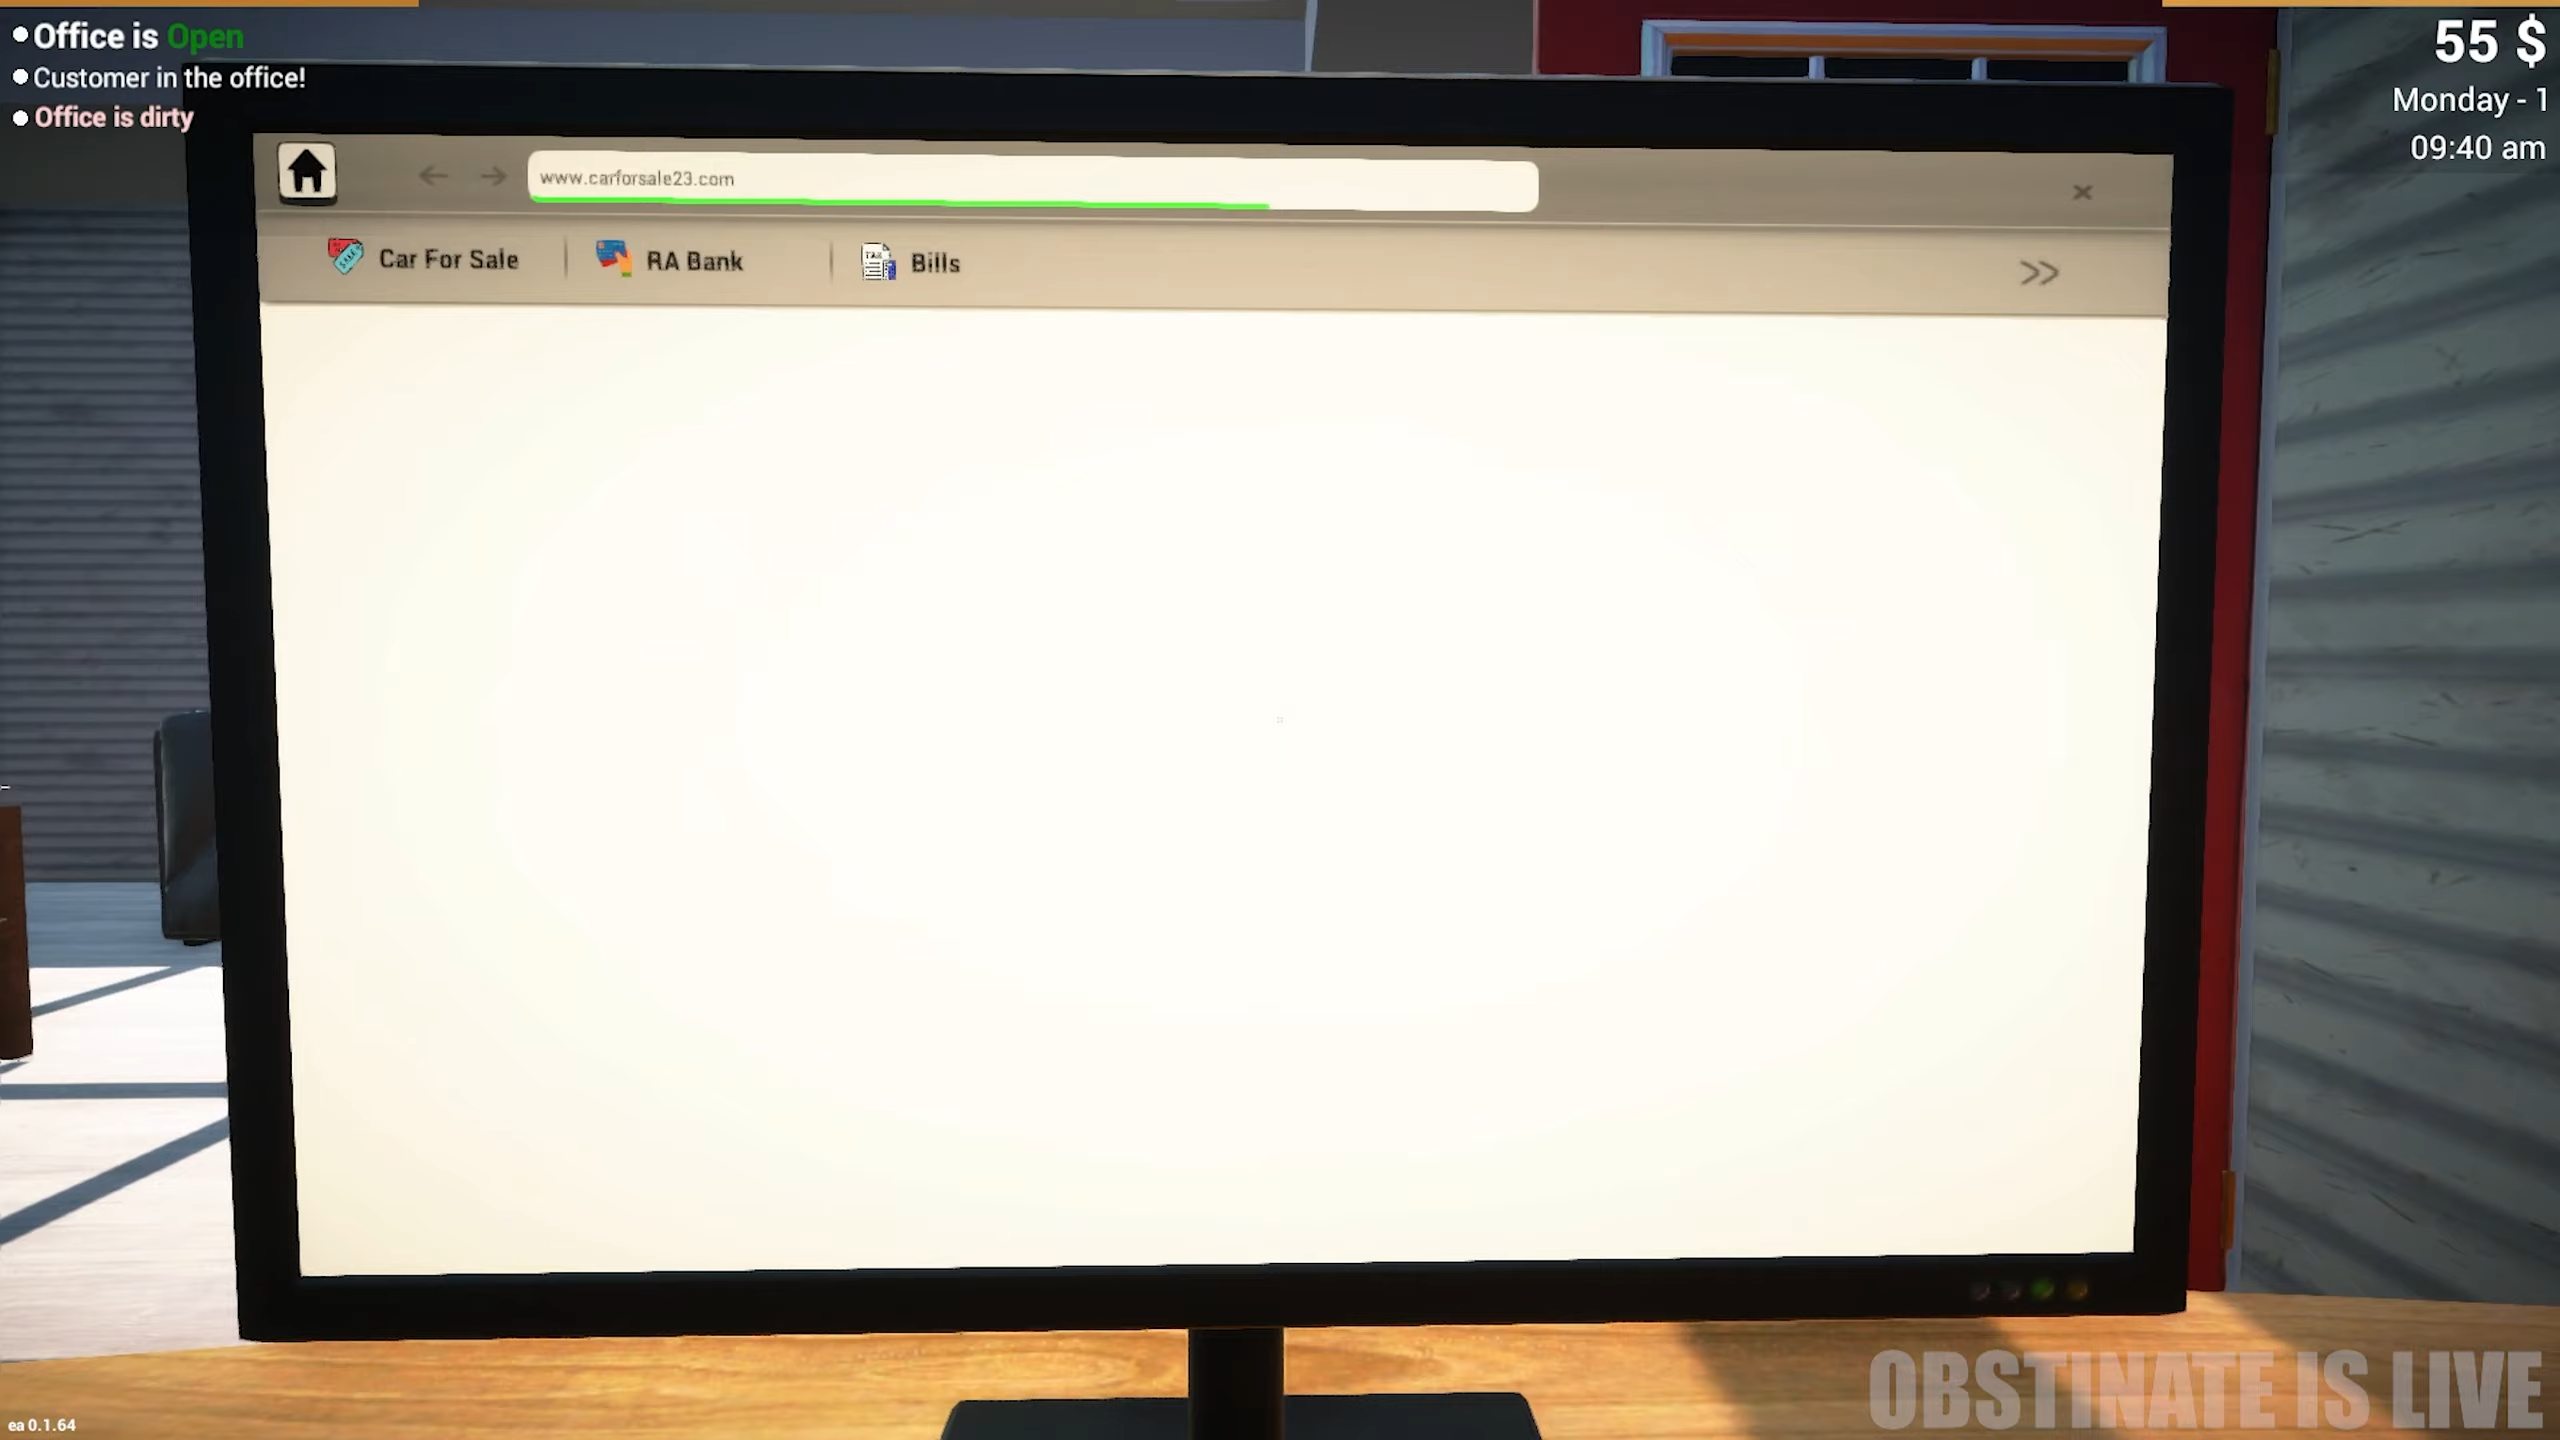 Office is Open
Customer in the office!
Office is dirty
55 $
Monday - 1
09:40 am
www.carforsale23.com
Car For Sale
RA Bank
Bills
OBSTINATE IS LIVE
ea 0.1.64